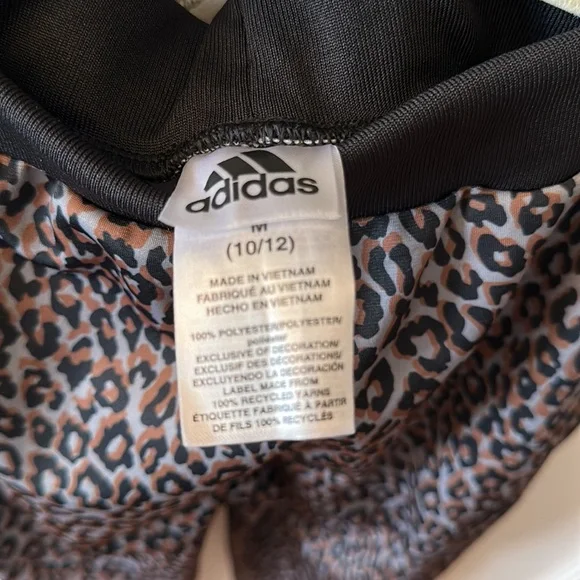 adidas
M
(10/12)
MADE IN VIETNAM
FABRIQUÉ AU VIETNAM
HECHO EN VIETNAM
100% POLYESTER/POLYESTER/
poliéster
EXCLUSIVE OF DECORATION/
EXCLUSIF DES DÉCORATION/
EXCLUYENDO LA DECORACIÓN
LABEL MADE FROM
100% RECYCLED YARNS
ÉTIQUETTE FABRIQUÉ À PARTIR
DE FILS 100% RECYCLÉS